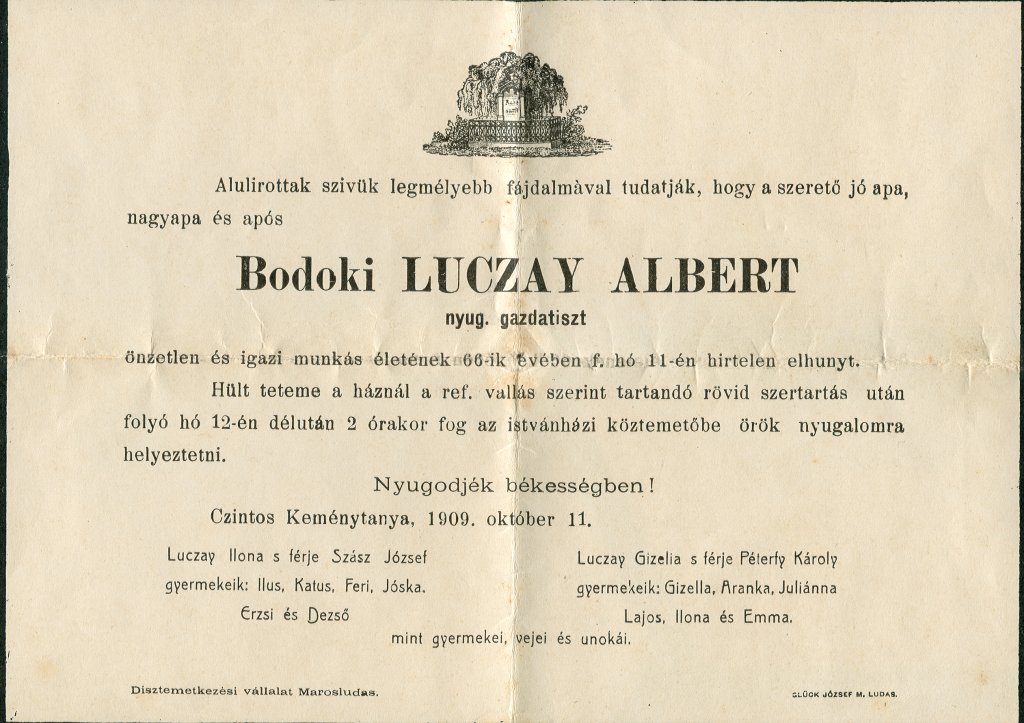 Alulirottak szivük legmélyebb fájdalmàval tudatják, hogy a szerető jó apa,
nagyapa és após
Bodoki LUCZAY ALBERT
nyug. gazdatiszt
önzetlen és igazi munkás életének 66-ik évében f. hó 11-én hirtelen elhunyt.
Hült teteme a háznál a ref. vallás szerint tartandó rövid szertartás után
folyó hó 12-én délután 2 órakor fog az istvánházi köztemetőbe örök nyugalomra
helyeztetni.
Nyugodjék békességben!
Czintos Keménytanya, 1909. október 11.
Luczay Ilona s férje Szász József
gyermekeik: Ilus, Katus, Feri, Jóska.
Erzsi és Dezső
Luczay Gizelia s férje Péterfy Károly
gyermekeik: Gizella, Aranka, Juliánna
Lajos, Ilona és Emma.
mint gyermekei, vejei és unokái.
Disztemetkezési vállalat Marosludas.
GLÜCK JÓZSEF M. LUDAS.